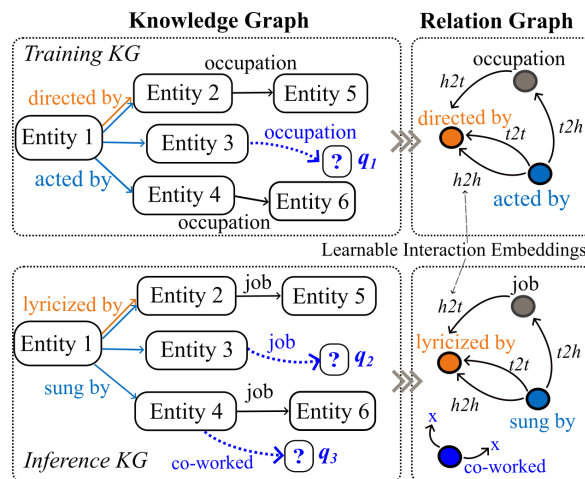 Knowledge Graph
Relation Graph
Training KG
occupation
directed by
Entity 2
Entity 5
Entity 1
Entity 3
occupation
? q1
acted by
Entity 4
Entity 6
occupation
occupation
h2t
directed by
t2t
t2h
h2h
acted by
Learnable Interaction Embeddings
lyricized by
job
Entity 2
Entity 5
Entity 1
Entity 3
job
? q2
sung by
job
Entity 4
Entity 6
? q3
co-worked
Inference KG
job
h2t
lyricized by
t2t
t2h
h2h
sung by
x
x
co-worked